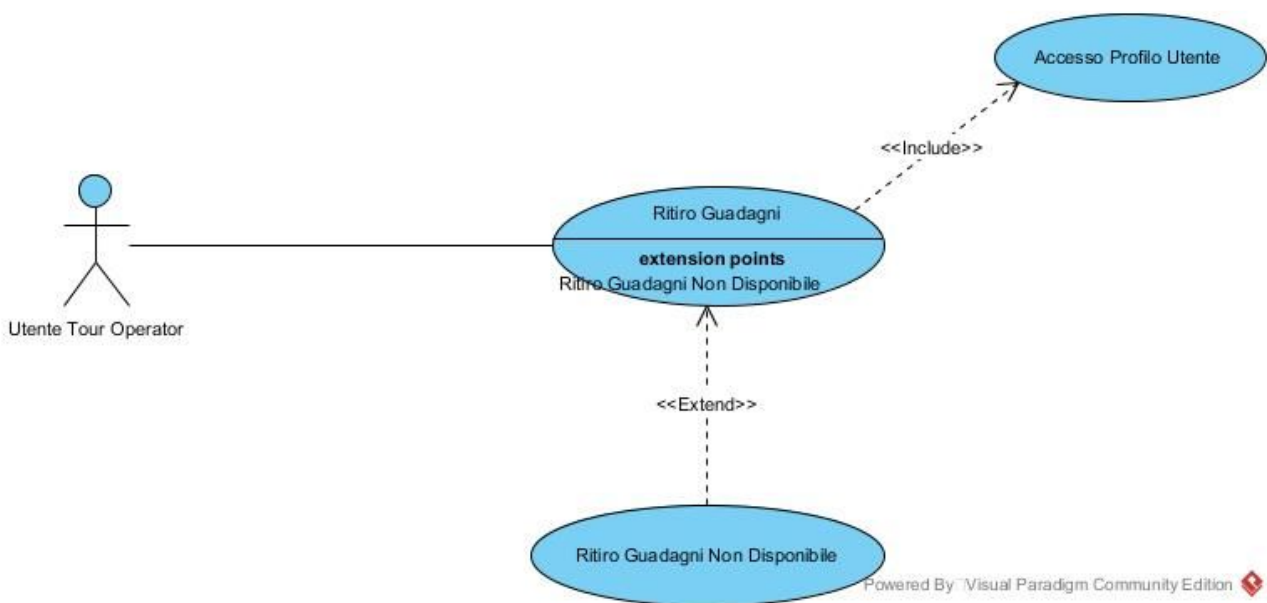 Accesso Profilo Utente
<<Include>>
Ritiro Guadagni
extension points
Ritiro Guadagni Non Disponibile
Utente Tour Operator
<<Extend>>
Ritiro Guadagni Non Disponibile
Powered By Visual Paradigm Community Edition